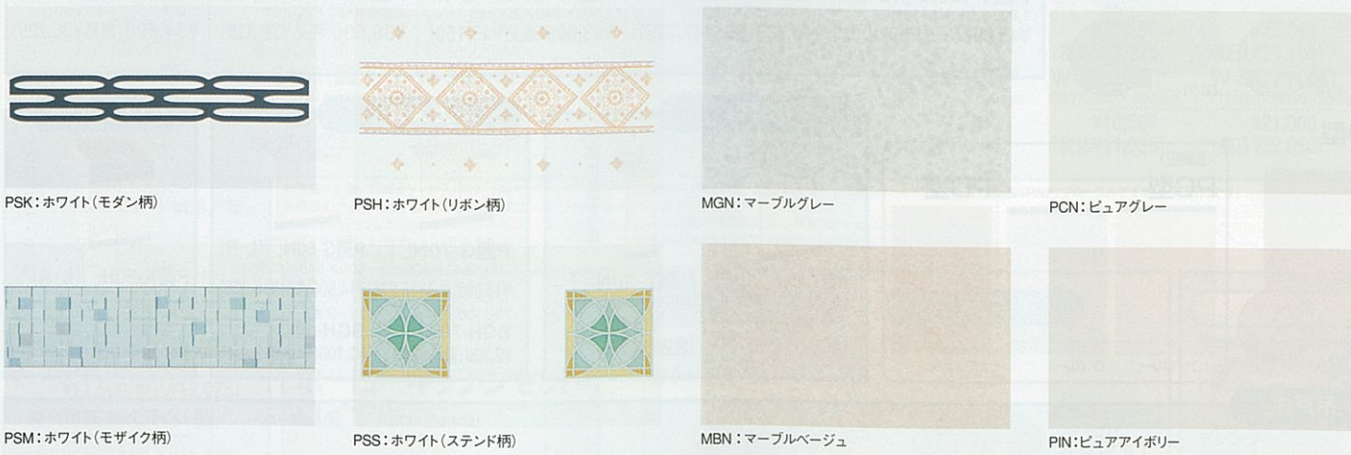 PSK：ホワイト（モダン柄）
PSH：ホワイト（リボン柄）
MGN：マーブルグレー
PCN：ピュアグレー
PSM：ホワイト（モザイク柄）
PSS：ホワイト（ステンド柄）
MBN：マーブルベージュ
PIN：ピュアアイボリー